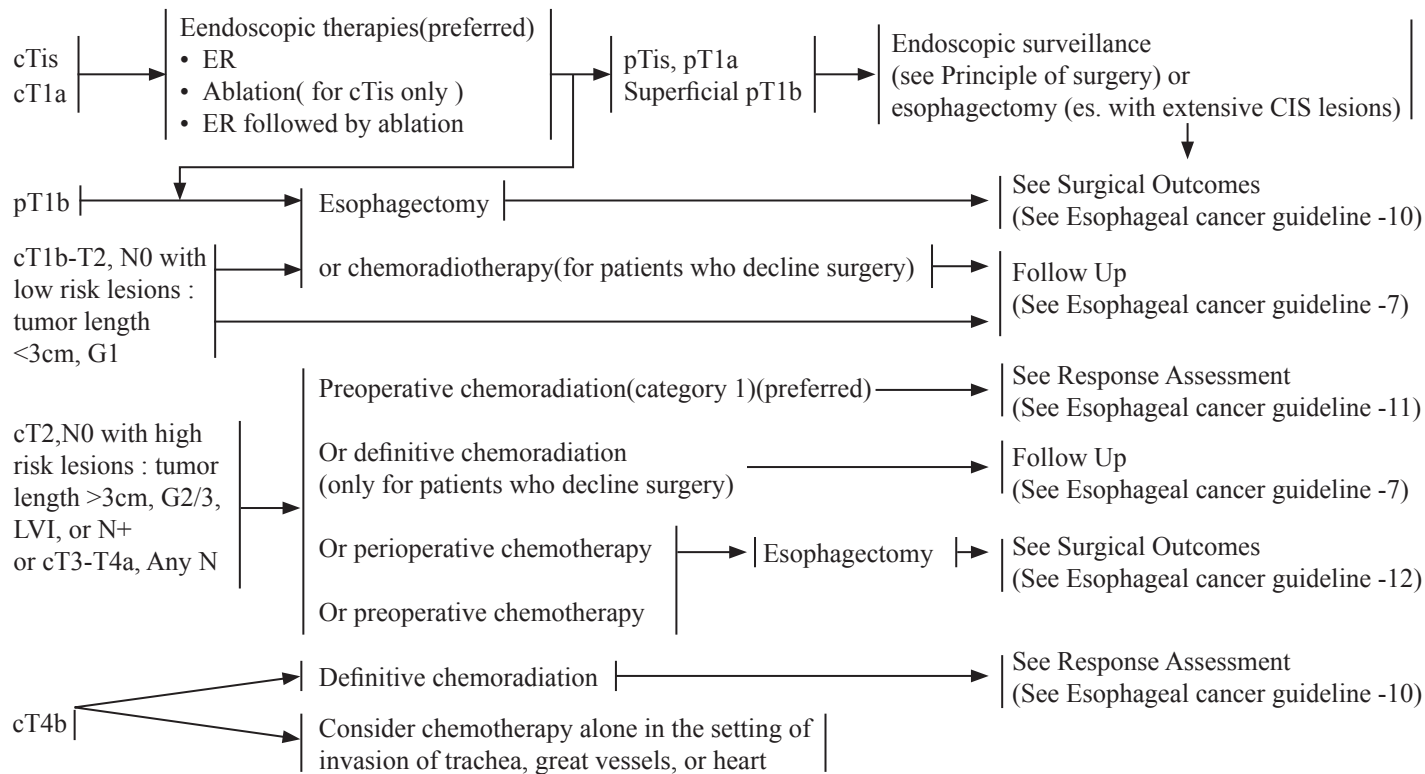 cTis
cT1a
Eendoscopic therapies(preferred)
• ER
• Ablation( for cTis only )
• ER followed by ablation
pTis, pT1a
Superficial pT1b
Endoscopic surveillance
(see Principle of surgery) or
esophagectomy (es. with extensive CIS lesions)
pT1b
Esophagectomy
See Surgical Outcomes
(See Esophageal cancer guideline -10)
cT1b-T2, N0 with
low risk lesions :
tumor length
<3cm, G1
or chemoradiotherapy(for patients who decline surgery)
Follow Up
(See Esophageal cancer guideline -7)
cT2,N0 with high
risk lesions : tumor
length >3cm, G2/3,
LVI, or N+
or cT3-T4a, Any N
Preoperative chemoradiation(category 1)(preferred)
See Response Assessment
(See Esophageal cancer guideline -11)
Or definitive chemoradiation
(only for patients who decline surgery)
Follow Up
(See Esophageal cancer guideline -7)
Or perioperative chemotherapy
Or preoperative chemotherapy
Esophagectomy
See Surgical Outcomes
(See Esophageal cancer guideline -12)
cT4b
Definitive chemoradiation
See Response Assessment
(See Esophageal cancer guideline -10)
Consider chemotherapy alone in the setting of
invasion of trachea, great vessels, or heart